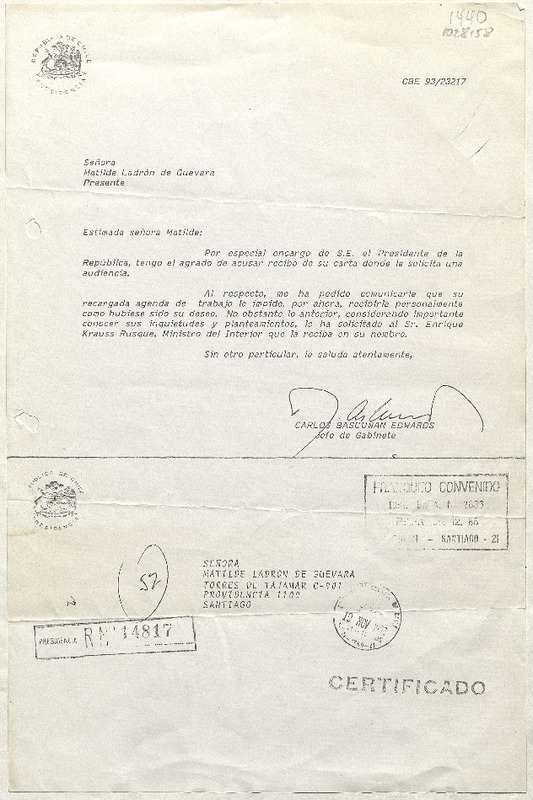 1440
1028158
REPUBLICA DE CHILE
PRESIDENCIA
CBE 93/23217
Señora
Matilde Ladrón de Guevara
Presente
Estimada señora Matilde:
Por especial encargo de S.E. el Presidente de la
República, tengo el agrado de acusar recibo de su carta donde le solicita una
audiencia.
Al respecto, me ha pedido comunicarle que su
recargada agenda de trabajo le impide, por ahora, recibirla personalmente
como hubiese sido su deseo. No obstante lo anterior, considerando importante
conocer sus inquietudes y planteamientos, le ha solicitado al Sr. Enrique
Krauss Rusque, Ministro del Interior que la reciba en su nombre.
Sin otro particular, le saluda atentamente,
CARLOS BASCUÑAN EDWARDS
Jefe de Gabinete
REPUBLICA DE CHILE
PRESIDENCIA
FRANQUEO CONVENIDO
2033
- SANTIAGO - 21
52
SEÑORA
MATILDE LADRON DE GUEVARA
TORRES DE TAJAMAR
PROVIDENCIA 1100
SANTIAGO
PRESIDENCIA R Nº 14817
19 NOV
CERTIFICADO